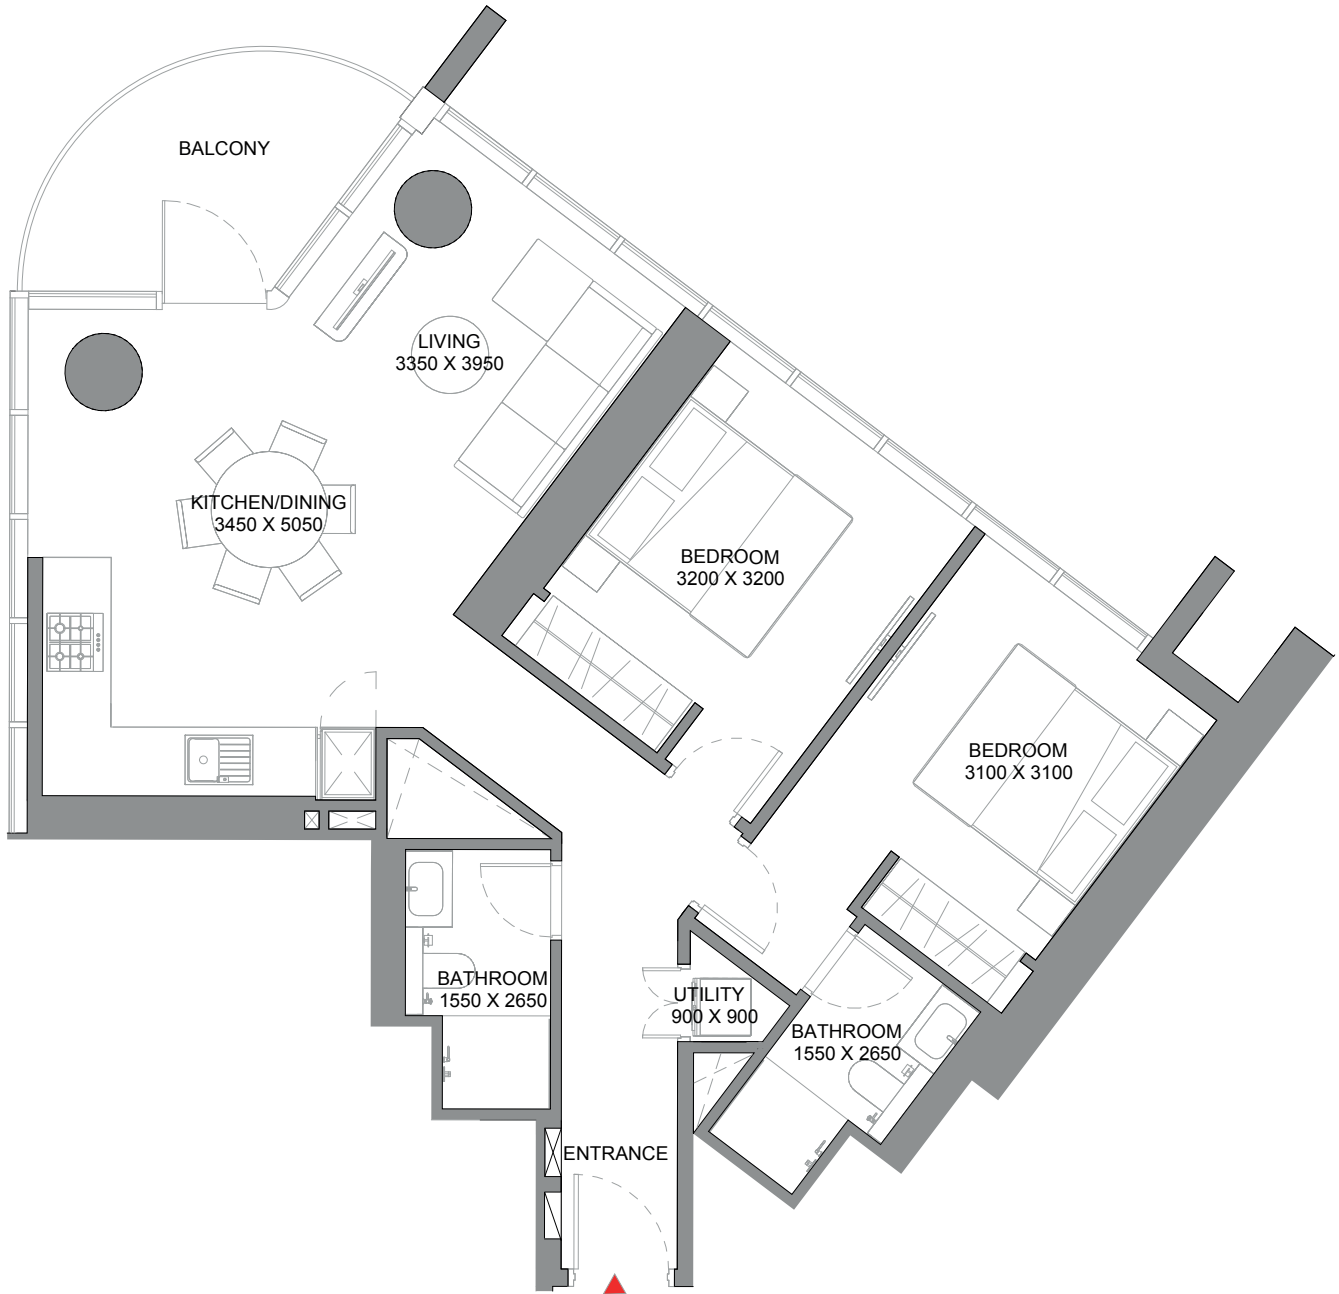 BALCONY
LIVING
3350 X 3950
KITCHEN/DINING
3450 X 5050
BEDROOM
3200 X 3200
BEDROOM
3100 X 3100
BATHROOM
1550 X 2650
UTILITY
900 X 900
BATHROOM
1550 X 2650
ENTRANCE